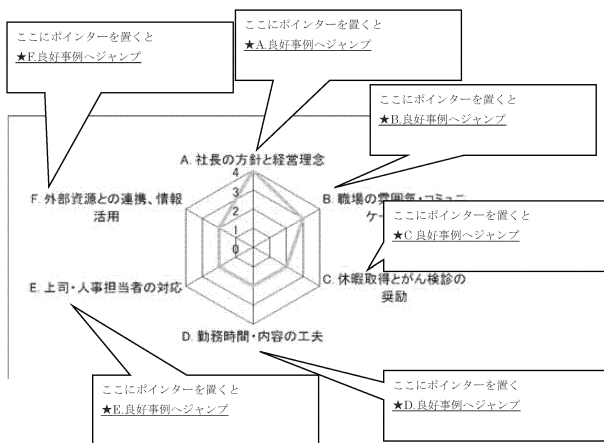 ここにポインターを置くと
★A.良好事例へジャンプ
ここにポインターを置くと
★F.良好事例へジャンプ
ここにポインターを置くと
★B.良好事例へジャンプ
A. 社長の方針と経営理念
4
3
2
1
0
F. 外部資源との連携、情報
活用
B. 職場の雰囲気・コミュニ
ケー
ここにポインターを置くと
★C良好事例へジャンプ
C. 休暇取得とがん検診の
奨励
E. 上司・人事担当者の対応
D. 勤務時間・内容の工夫
ここにポインターを置くと
★E.良好事例へジャンプ
ここにポインターを置く
★D.良好事例へジャンプ